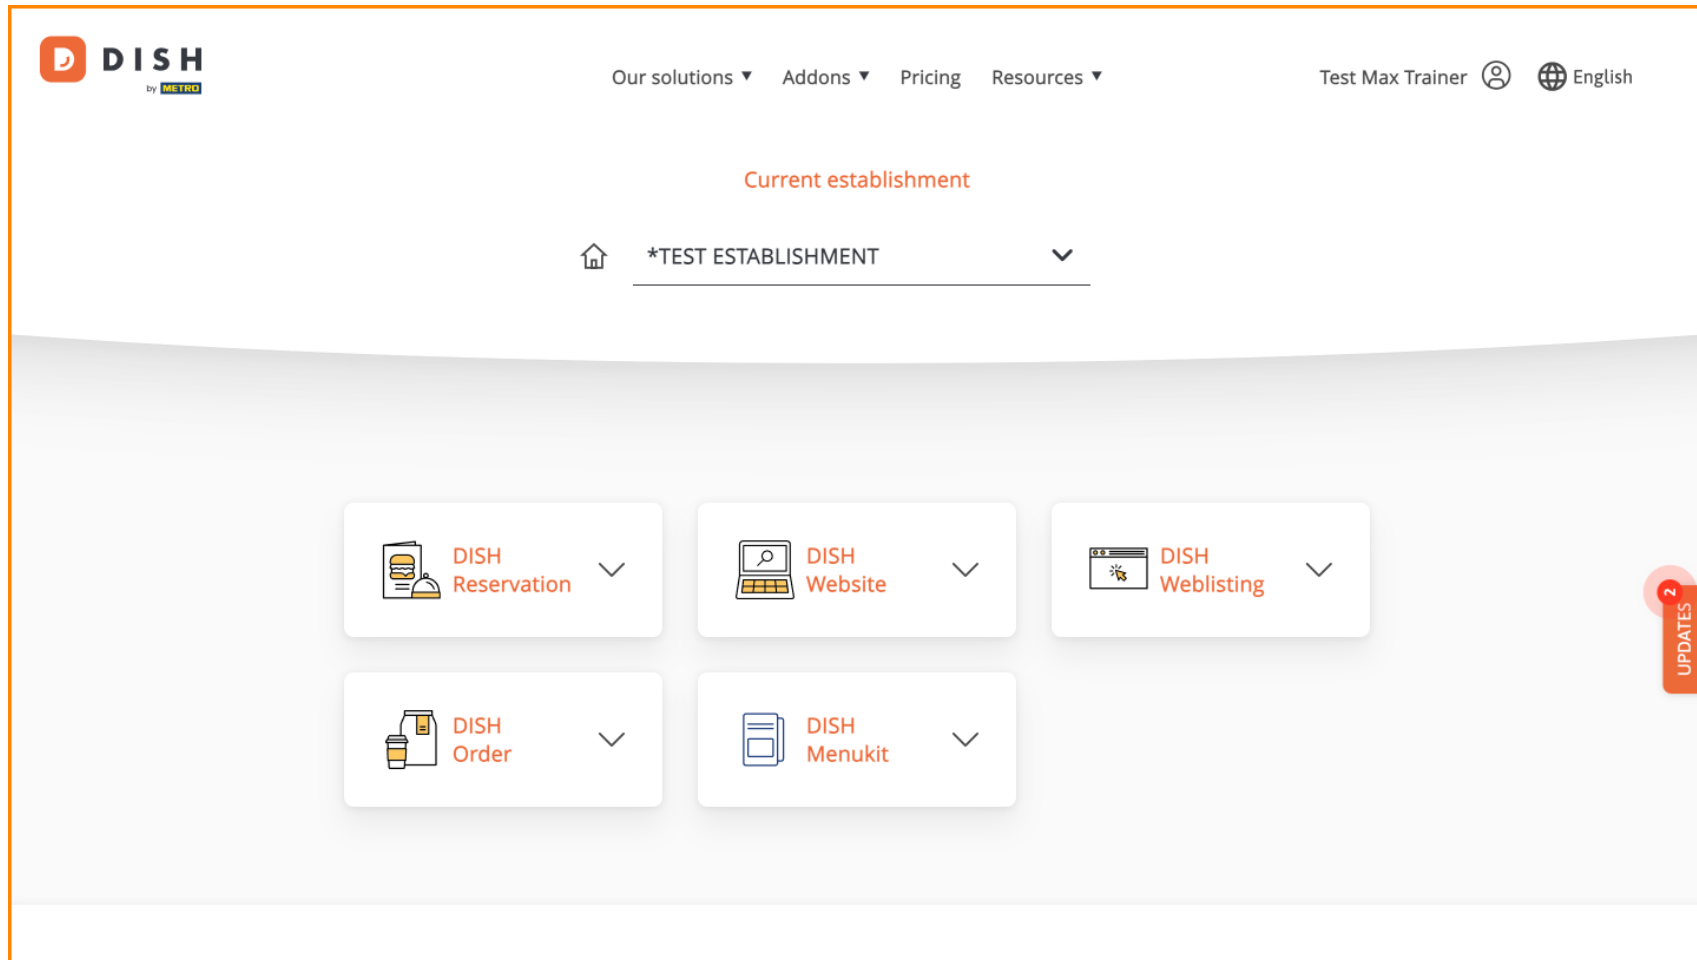 DISH
by METRO
Our solutions ▼ Addons ▼ Pricing Resources ▼
Test Max Trainer English
Current establishment
*TEST ESTABLISHMENT
DISH
Reservation
DISH
Website
DISH
Weblisting
2
UPDATES
DISH
Order
DISH
Menukit